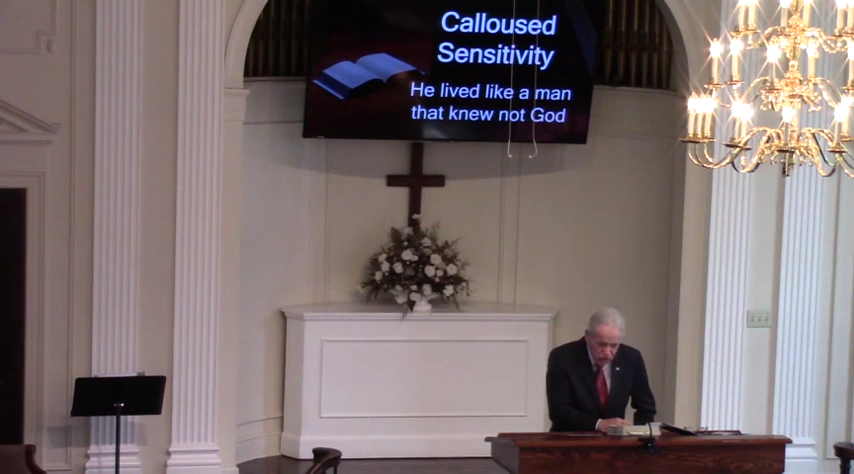 Calloused
Sensitivity
He lived like a man
that knew not God